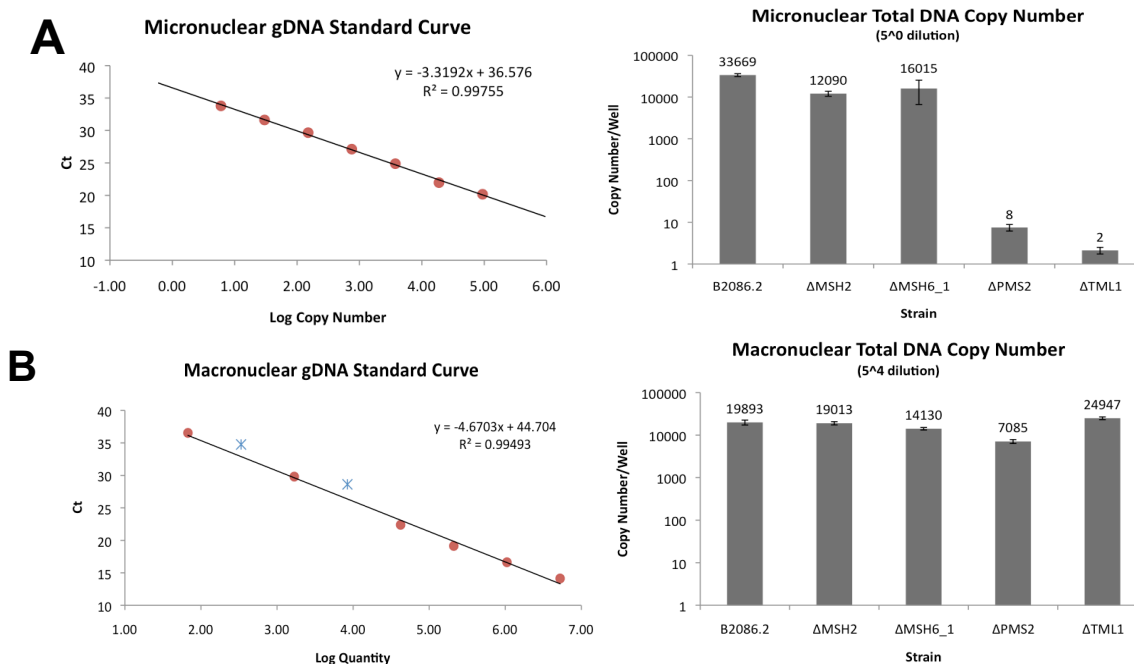 A
Micronuclear gDNA Standard Curve
y = -3.3192x + 36.576
R² = 0.99755
40
35
30
25
20
15
10
Ct
-1.00 0.00 1.00 2.00 3.00 4.00 5.00 6.00
Log Copy Number
Micronuclear Total DNA Copy Number
(5^0 dilution)
100000
10000
1000
100
10
1
Copy Number/Well
33669 12090 16015 8 2
B2086.2 ΔMSH2 ΔMSH6_1 ΔPMS2 ΔTML1
Strain
B
Macronuclear gDNA Standard Curve
y = -4.6703x + 44.704
R² = 0.99493
40
35
30
25
20
15
10
Ct
1.00 2.00 3.00 4.00 5.00 6.00 7.00
Log Quantity
Macronuclear Total DNA Copy Number
(5^4 dilution)
100000
10000
1000
100
10
1
Copy Number/Well
19893 19013 14130 7085 24947
B2086.2 ΔMSH2 ΔMSH6_1 ΔPMS2 ΔTML1
Strain